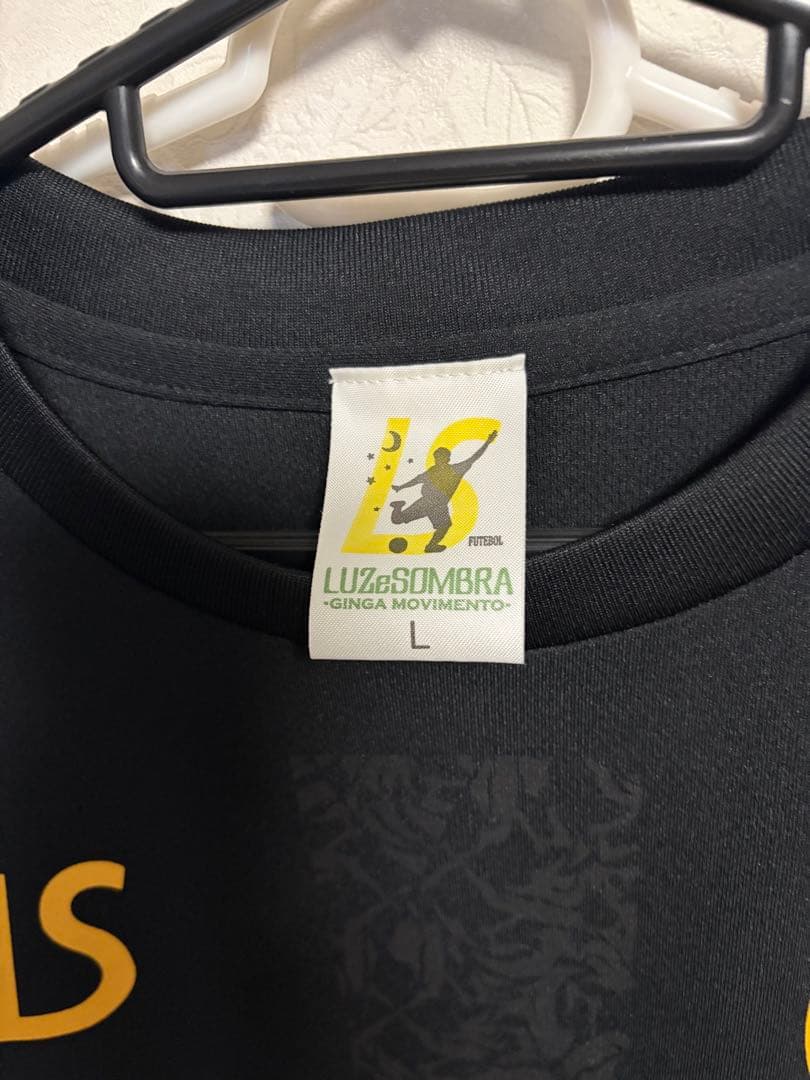 LS
FUTEBOL
LUZeSOMBRA
-GINGA MOVIMENTO-
L